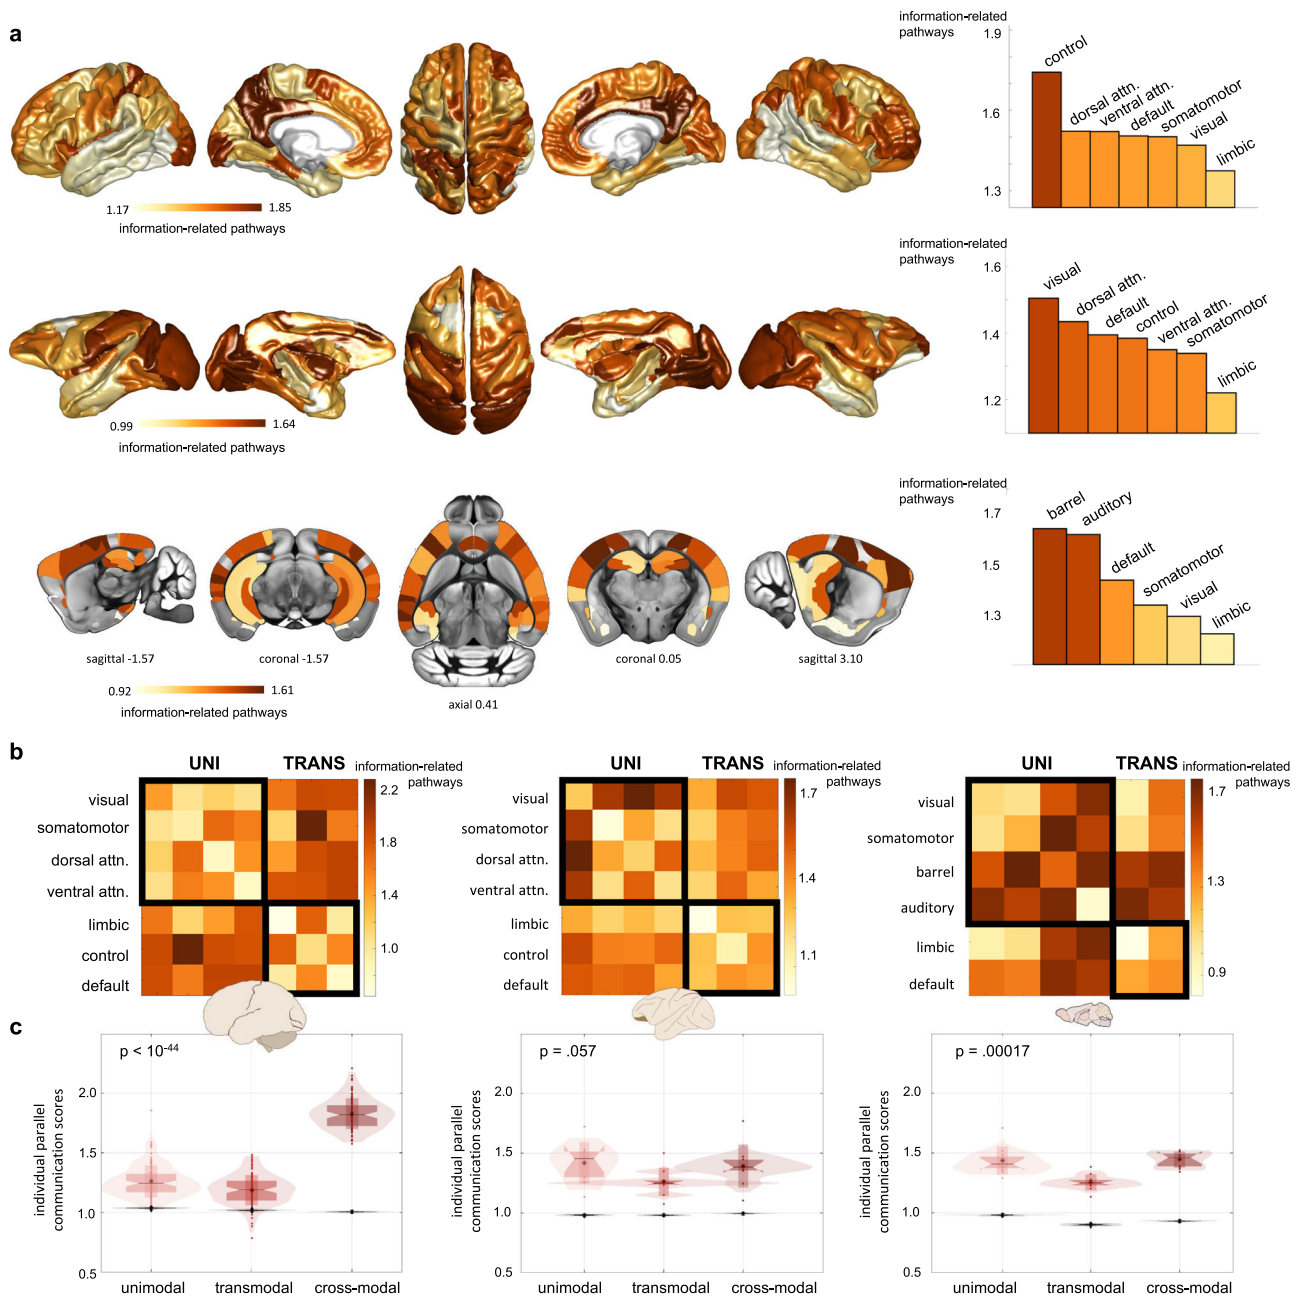 a
information-related
pathways
1.9
1.6
1.3
control
dorsal attn.
ventral attn.
default
somatomotor
visual
limbic
1.17
1.85
information-related pathways
information-related
pathways
1.6
1.4
1.2
visual
dorsal attn.
default
control
ventral attn.
somatomotor
limbic
0.99
1.64
information-related pathways
information-related
pathways
1.7
1.5
1.3
barrel
auditory
default
somatomotor
visual
limbic
sagittal -1.57
coronal -1.57
axial 0.41
coronal 0.05
sagittal 3.10
0.92
1.61
information-related pathways
b
UNI
TRANS
information-related
pathways
visual
somatomotor
dorsal attn.
ventral attn.
limbic
control
default
2.2
1.8
1.4
1.0
UNI
TRANS
information-related
pathways
visual
somatomotor
dorsal attn.
ventral attn.
limbic
control
default
1.7
1.4
1.1
UNI
TRANS
information-related
pathways
visual
somatomotor
barrel
auditory
limbic
default
1.7
1.3
0.9
c
p < 10-44
individual parallel
communication scores
2.0
1.5
1.0
0.5
unimodal
transmodal
cross-modal
p = .057
individual parallel
communication scores
2.0
1.5
1.0
0.5
unimodal
transmodal
cross-modal
p = .00017
individual parallel
communication scores
2.0
1.5
1.0
0.5
unimodal
transmodal
cross-modal